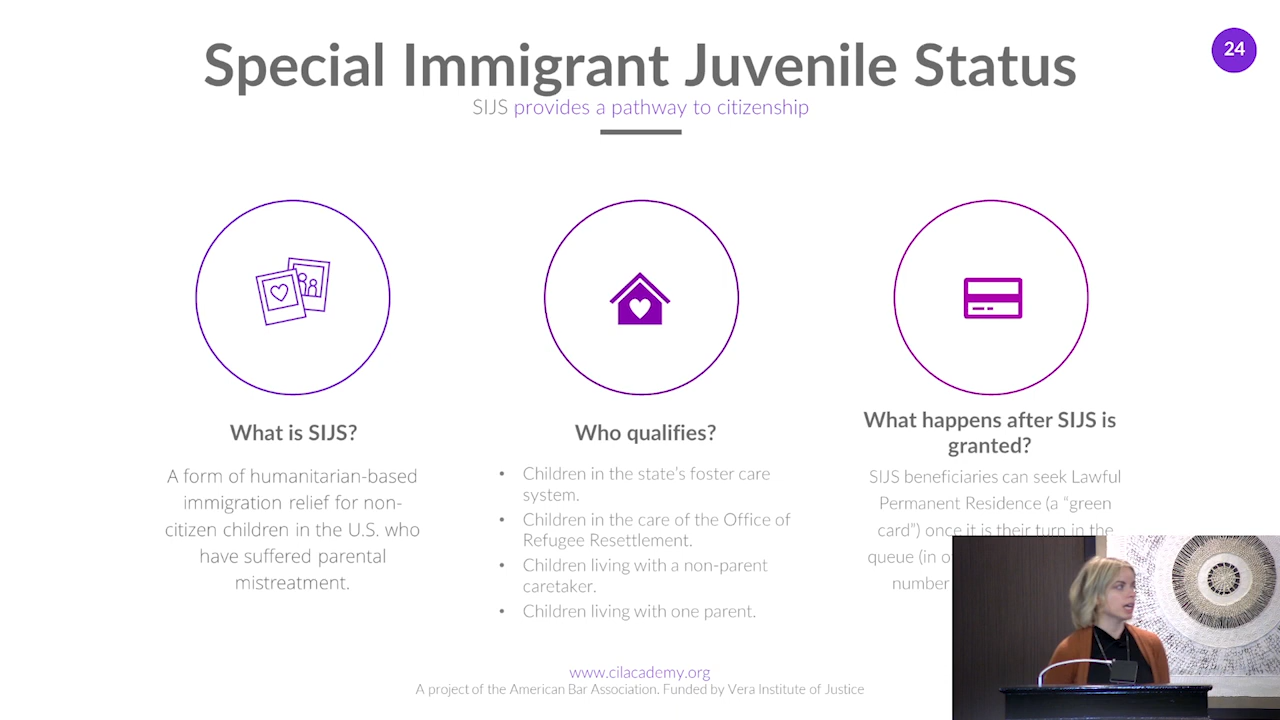 24
Special Immigrant Juvenile Status
SIJS provides a pathway to citizenship
What is SIJS?
A form of humanitarian-based
immigration relief for non-
citizen children in the U.S. who
have suffered parental
mistreatment.
Who qualifies?
• Children in the state's foster care
system.
• Children in the care of the Office of
Refugee Resettlement.
• Children living with a non-parent
caretaker.
• Children living with one parent.
What happens after SIJS is
granted?
SIJS beneficiaries can seek Lawful
Permanent Residence (a “green
card”) once it is their turn in the
queue (in
number
www.cilacademy.org
A project of the American Bar Association. Funded by Vera Institute of Justice